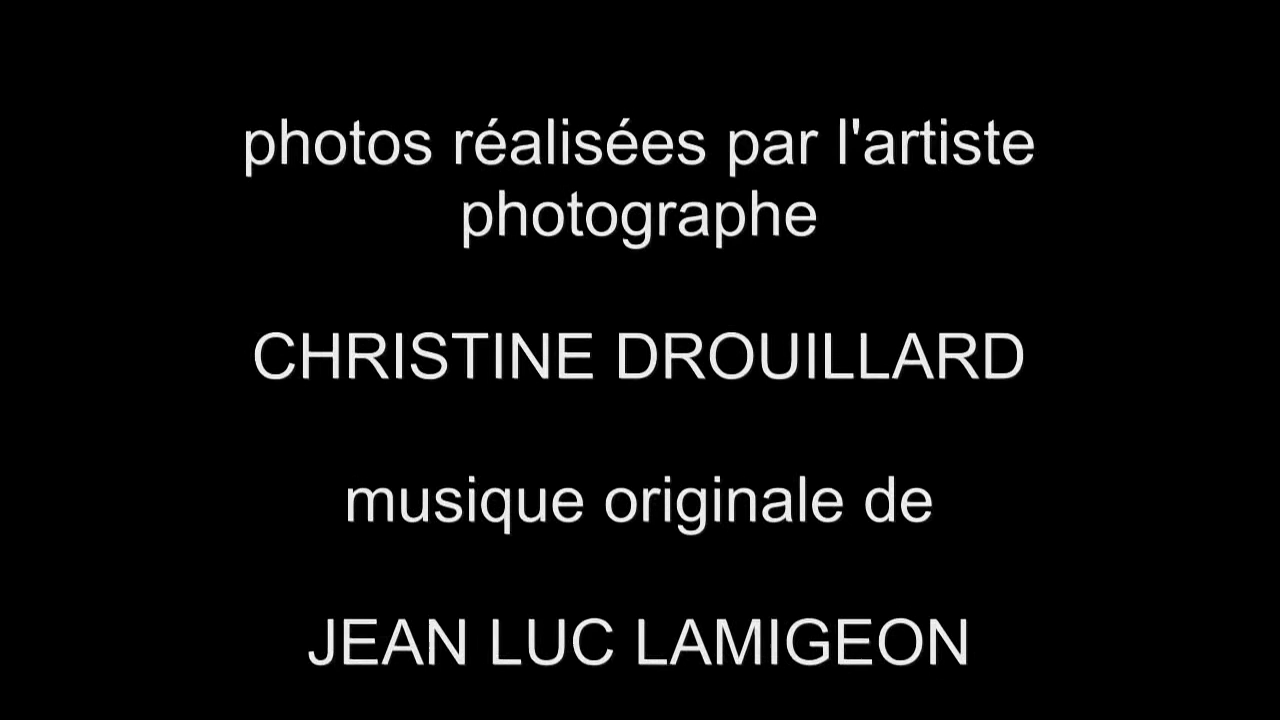 photos réalisées par l'artiste
photographe
CHRISTINE DROUILLARD
musique originale de
JEAN LUC LAMIGEON